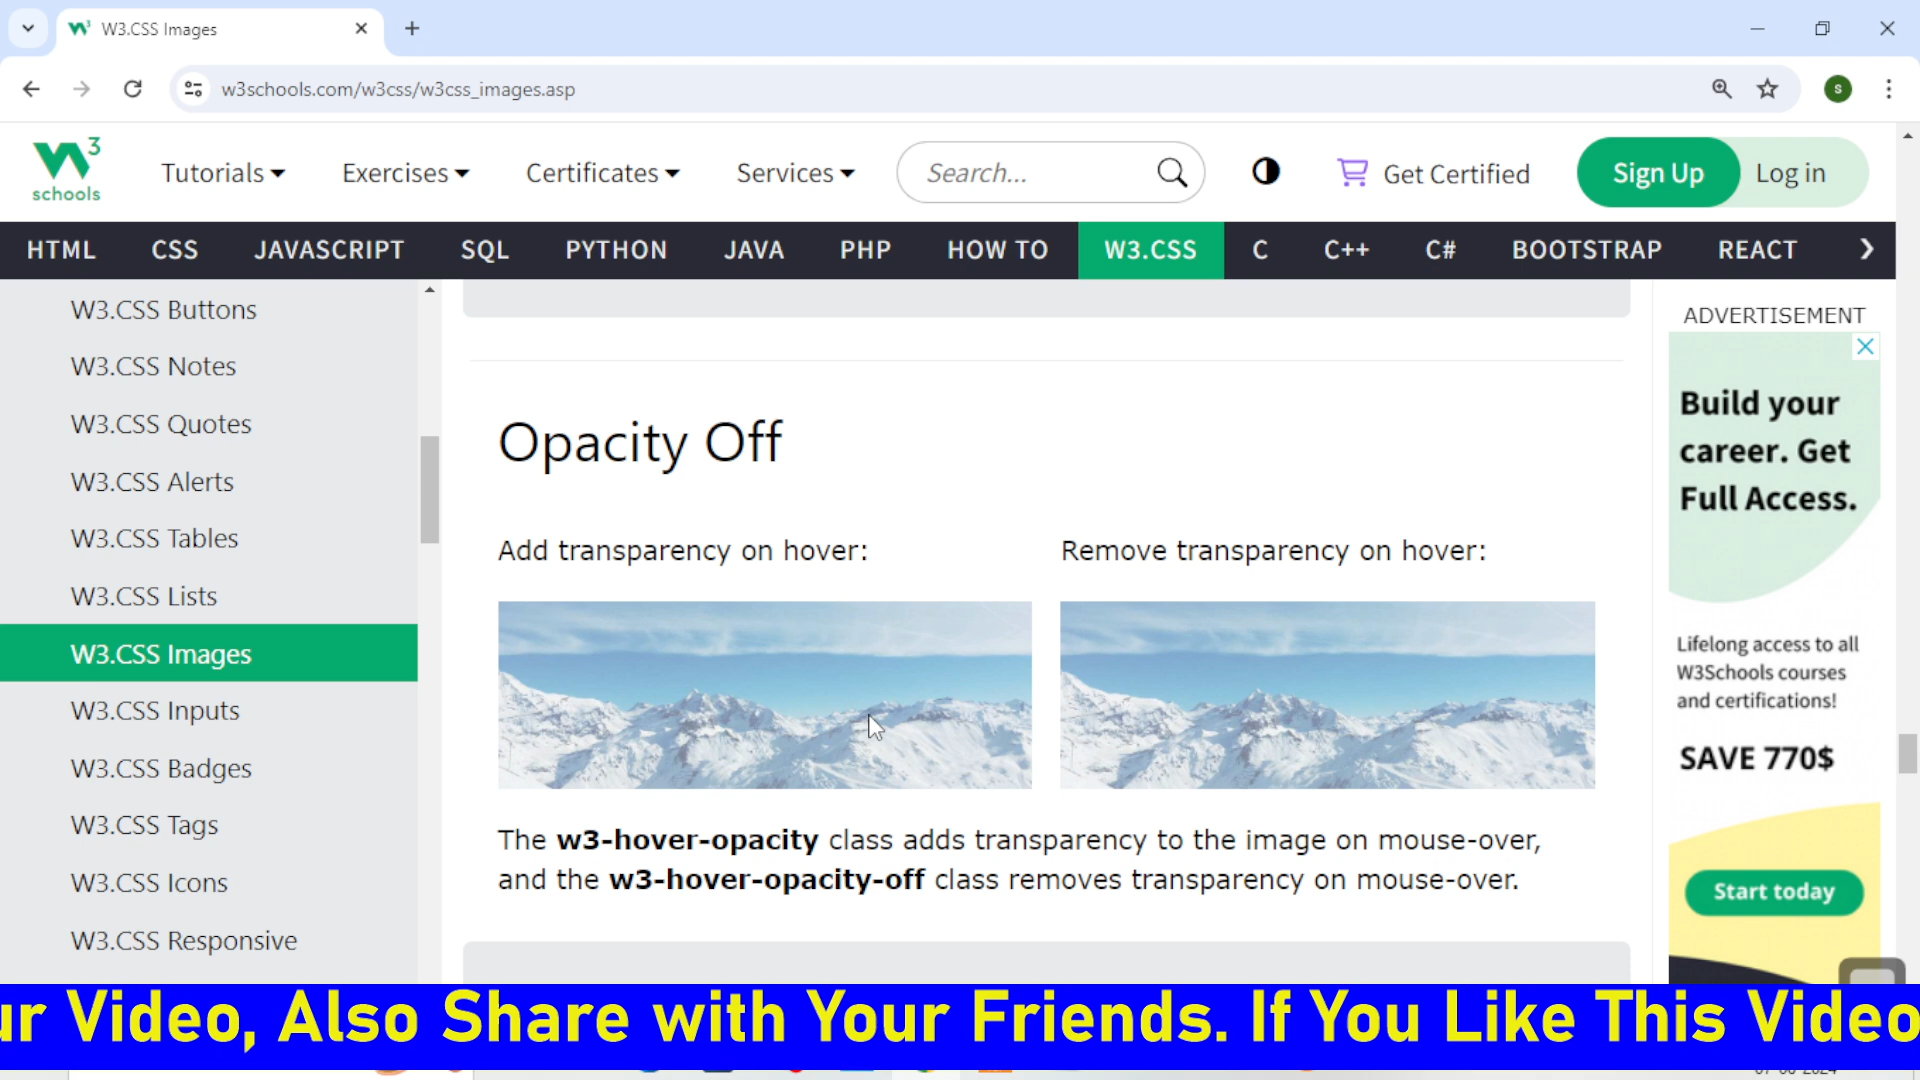 W3.CSS Images
w3schools.com/w3css/w3css_images.asp
S
W3 schools
Tutorials
Exercises
Certificates
Services
Search...
Get Certified
Sign Up
Log in
HTML
CSS
JAVASCRIPT
SQL
PYTHON
JAVA
PHP
HOW TO
W3.CSS
C
C++
C#
BOOTSTRAP
REACT
W3.CSS Buttons
W3.CSS Notes
W3.CSS Quotes
W3.CSS Alerts
W3.CSS Tables
W3.CSS Lists
W3.CSS Images
W3.CSS Inputs
W3.CSS Badges
W3.CSS Tags
W3.CSS Icons
W3.CSS Responsive
Opacity Off
Add transparency on hover:
Remove transparency on hover:
The w3-hover-opacity class adds transparency to the image on mouse-over,
and the w3-hover-opacity-off class removes transparency on mouse-over.
ADVERTISEMENT
Build your
career. Get
Full Access.
Lifelong access to all
W3Schools courses
and certifications!
SAVE 770$
Start today
ur Video, Also Share with Your Friends. If You Like This Video